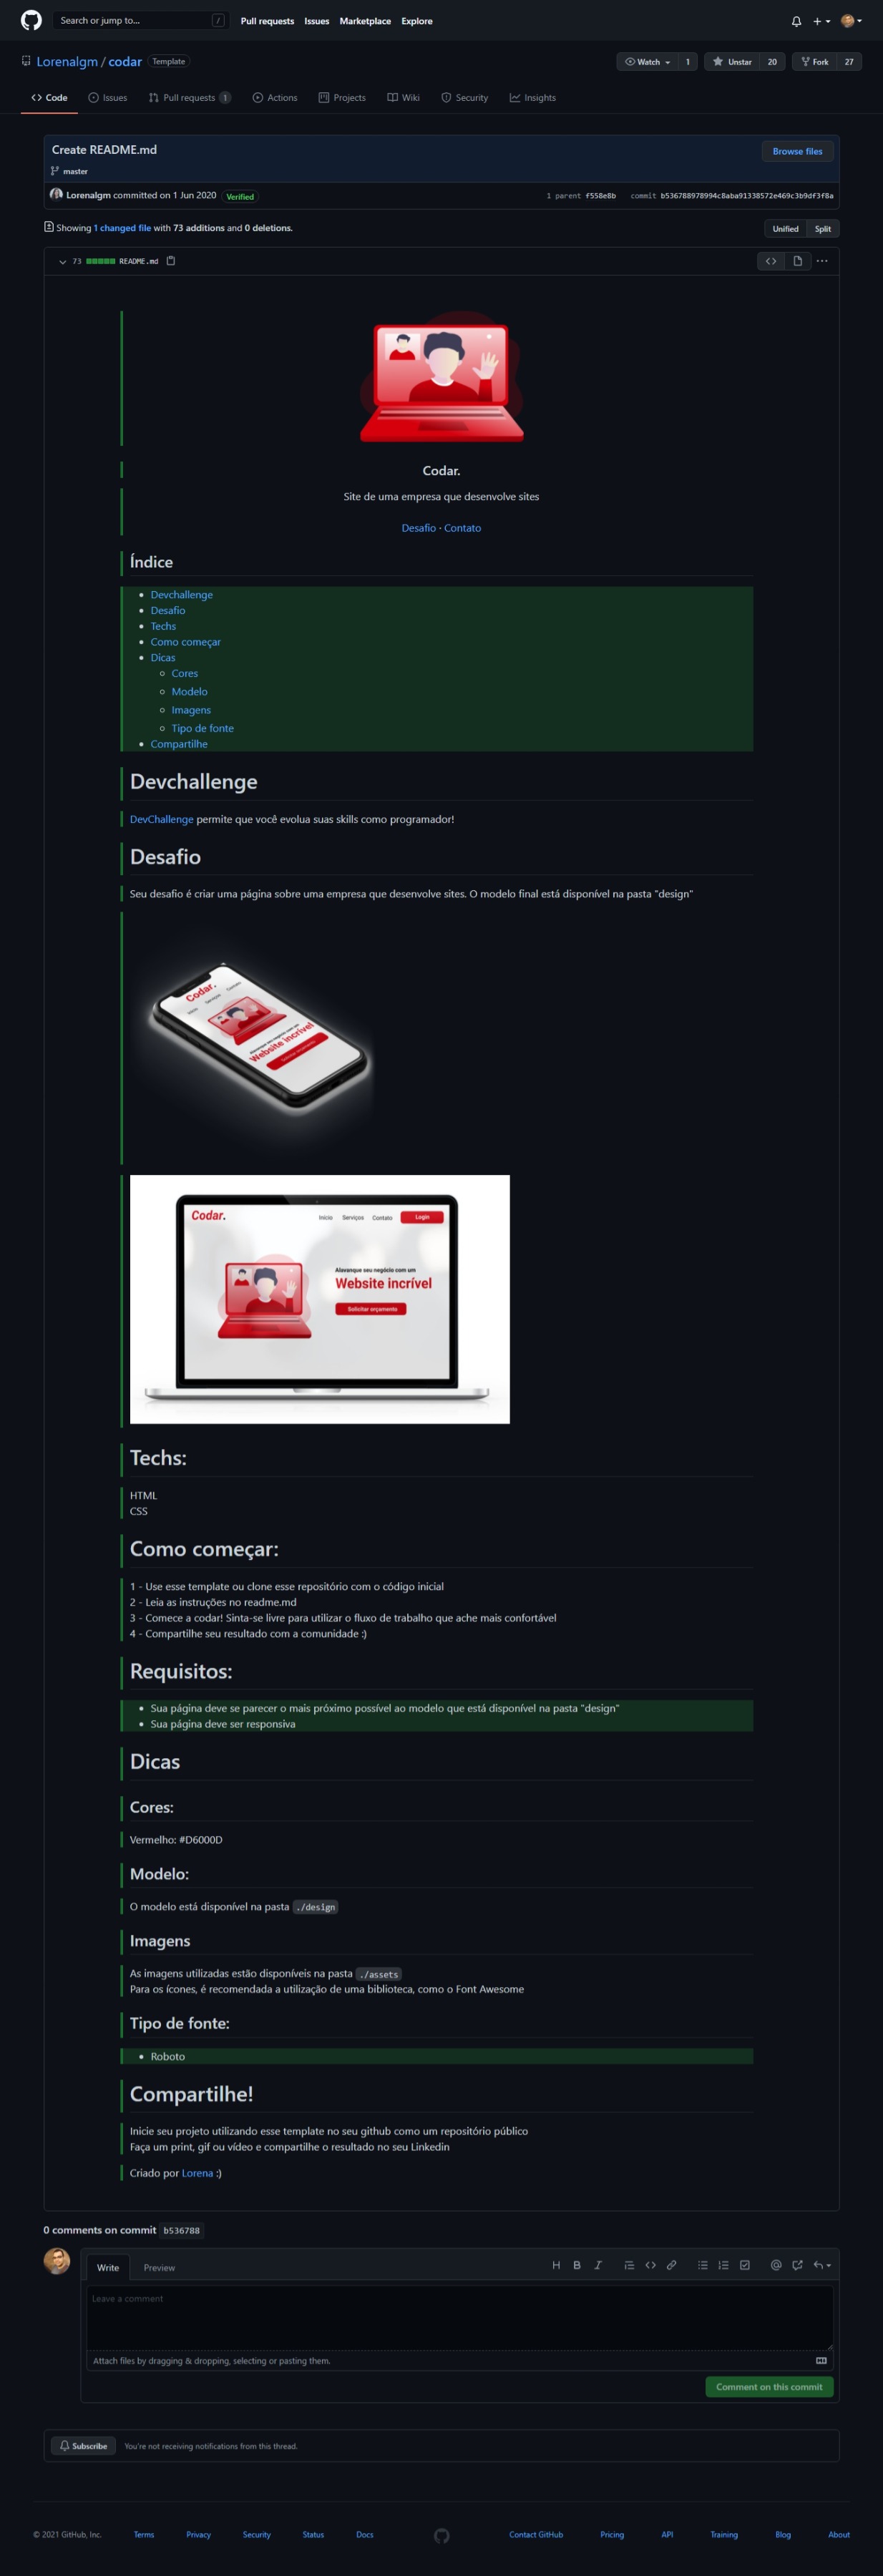 Search or jump to...
/
Pull requests
Issues
Marketplace
Explore
Lorenalgm / codar
Template
Watch
1
Unstar
20
Fork
27
Code
Issues
Pull requests 1
Actions
Projects
Wiki
Security
Insights
Create README.md
Browse files
master
Lorenalgm committed on 1 Jun 2020
Verified
1 parent f558e8b commit b536788978994c8aba91338572e469c3b9df3f8a
Showing 1 changed file with 73 additions and 0 deletions.
Unified
Split
73 README.md
Codar.
Site de uma empresa que desenvolve sites
Desafio · Contato
Índice
Devchallenge
Desafio
Techs
Como começar
Dicas
Cores
Modelo
Imagens
Tipo de fonte
Compartilhe
Devchallenge
DevChallenge permite que você evolua suas skills como programador!
Desafio
Seu desafio é criar uma página sobre uma empresa que desenvolve sites. O modelo final está disponível na pasta "design"
Codar.
Início Serviços Contato
Alavanque seu negócio com um
Website incrível
Solicitar orçamento
Codar.
Início Serviços Contato Login
Alavanque seu negócio com um
Website incrível
Solicitar orçamento
Techs:
HTML
CSS
Como começar:
1 - Use esse template ou clone esse repositório com o código inicial
2 - Leia as instruções no readme.md
3 - Comece a codar! Sinta-se livre para utilizar o fluxo de trabalho que ache mais confortável
4 - Compartilhe seu resultado com a comunidade :)
Requisitos:
Sua página deve se parecer o mais próximo possível ao modelo que está disponível na pasta "design"
Sua página deve ser responsiva
Dicas
Cores:
Vermelho: #D6000D
Modelo:
O modelo está disponível na pasta ./design
Imagens
As imagens utilizadas estão disponíveis na pasta ./assets
Para os ícones, é recomendada a utilização de uma biblioteca, como o Font Awesome
Tipo de fonte:
Roboto
Compartilhe!
Inicie seu projeto utilizando esse template no seu github como um repositório público
Faça um print, gif ou vídeo e compartilhe o resultado no seu Linkedin
Criado por Lorena :)
0 comments on commit b536788
Write
Preview
Leave a comment
Attach files by dragging & dropping, selecting or pasting them.
Comment on this commit
Subscribe
You're not receiving notifications from this thread.
© 2021 GitHub, Inc.
Terms
Privacy
Security
Status
Docs
Contact GitHub
Pricing
API
Training
Blog
About